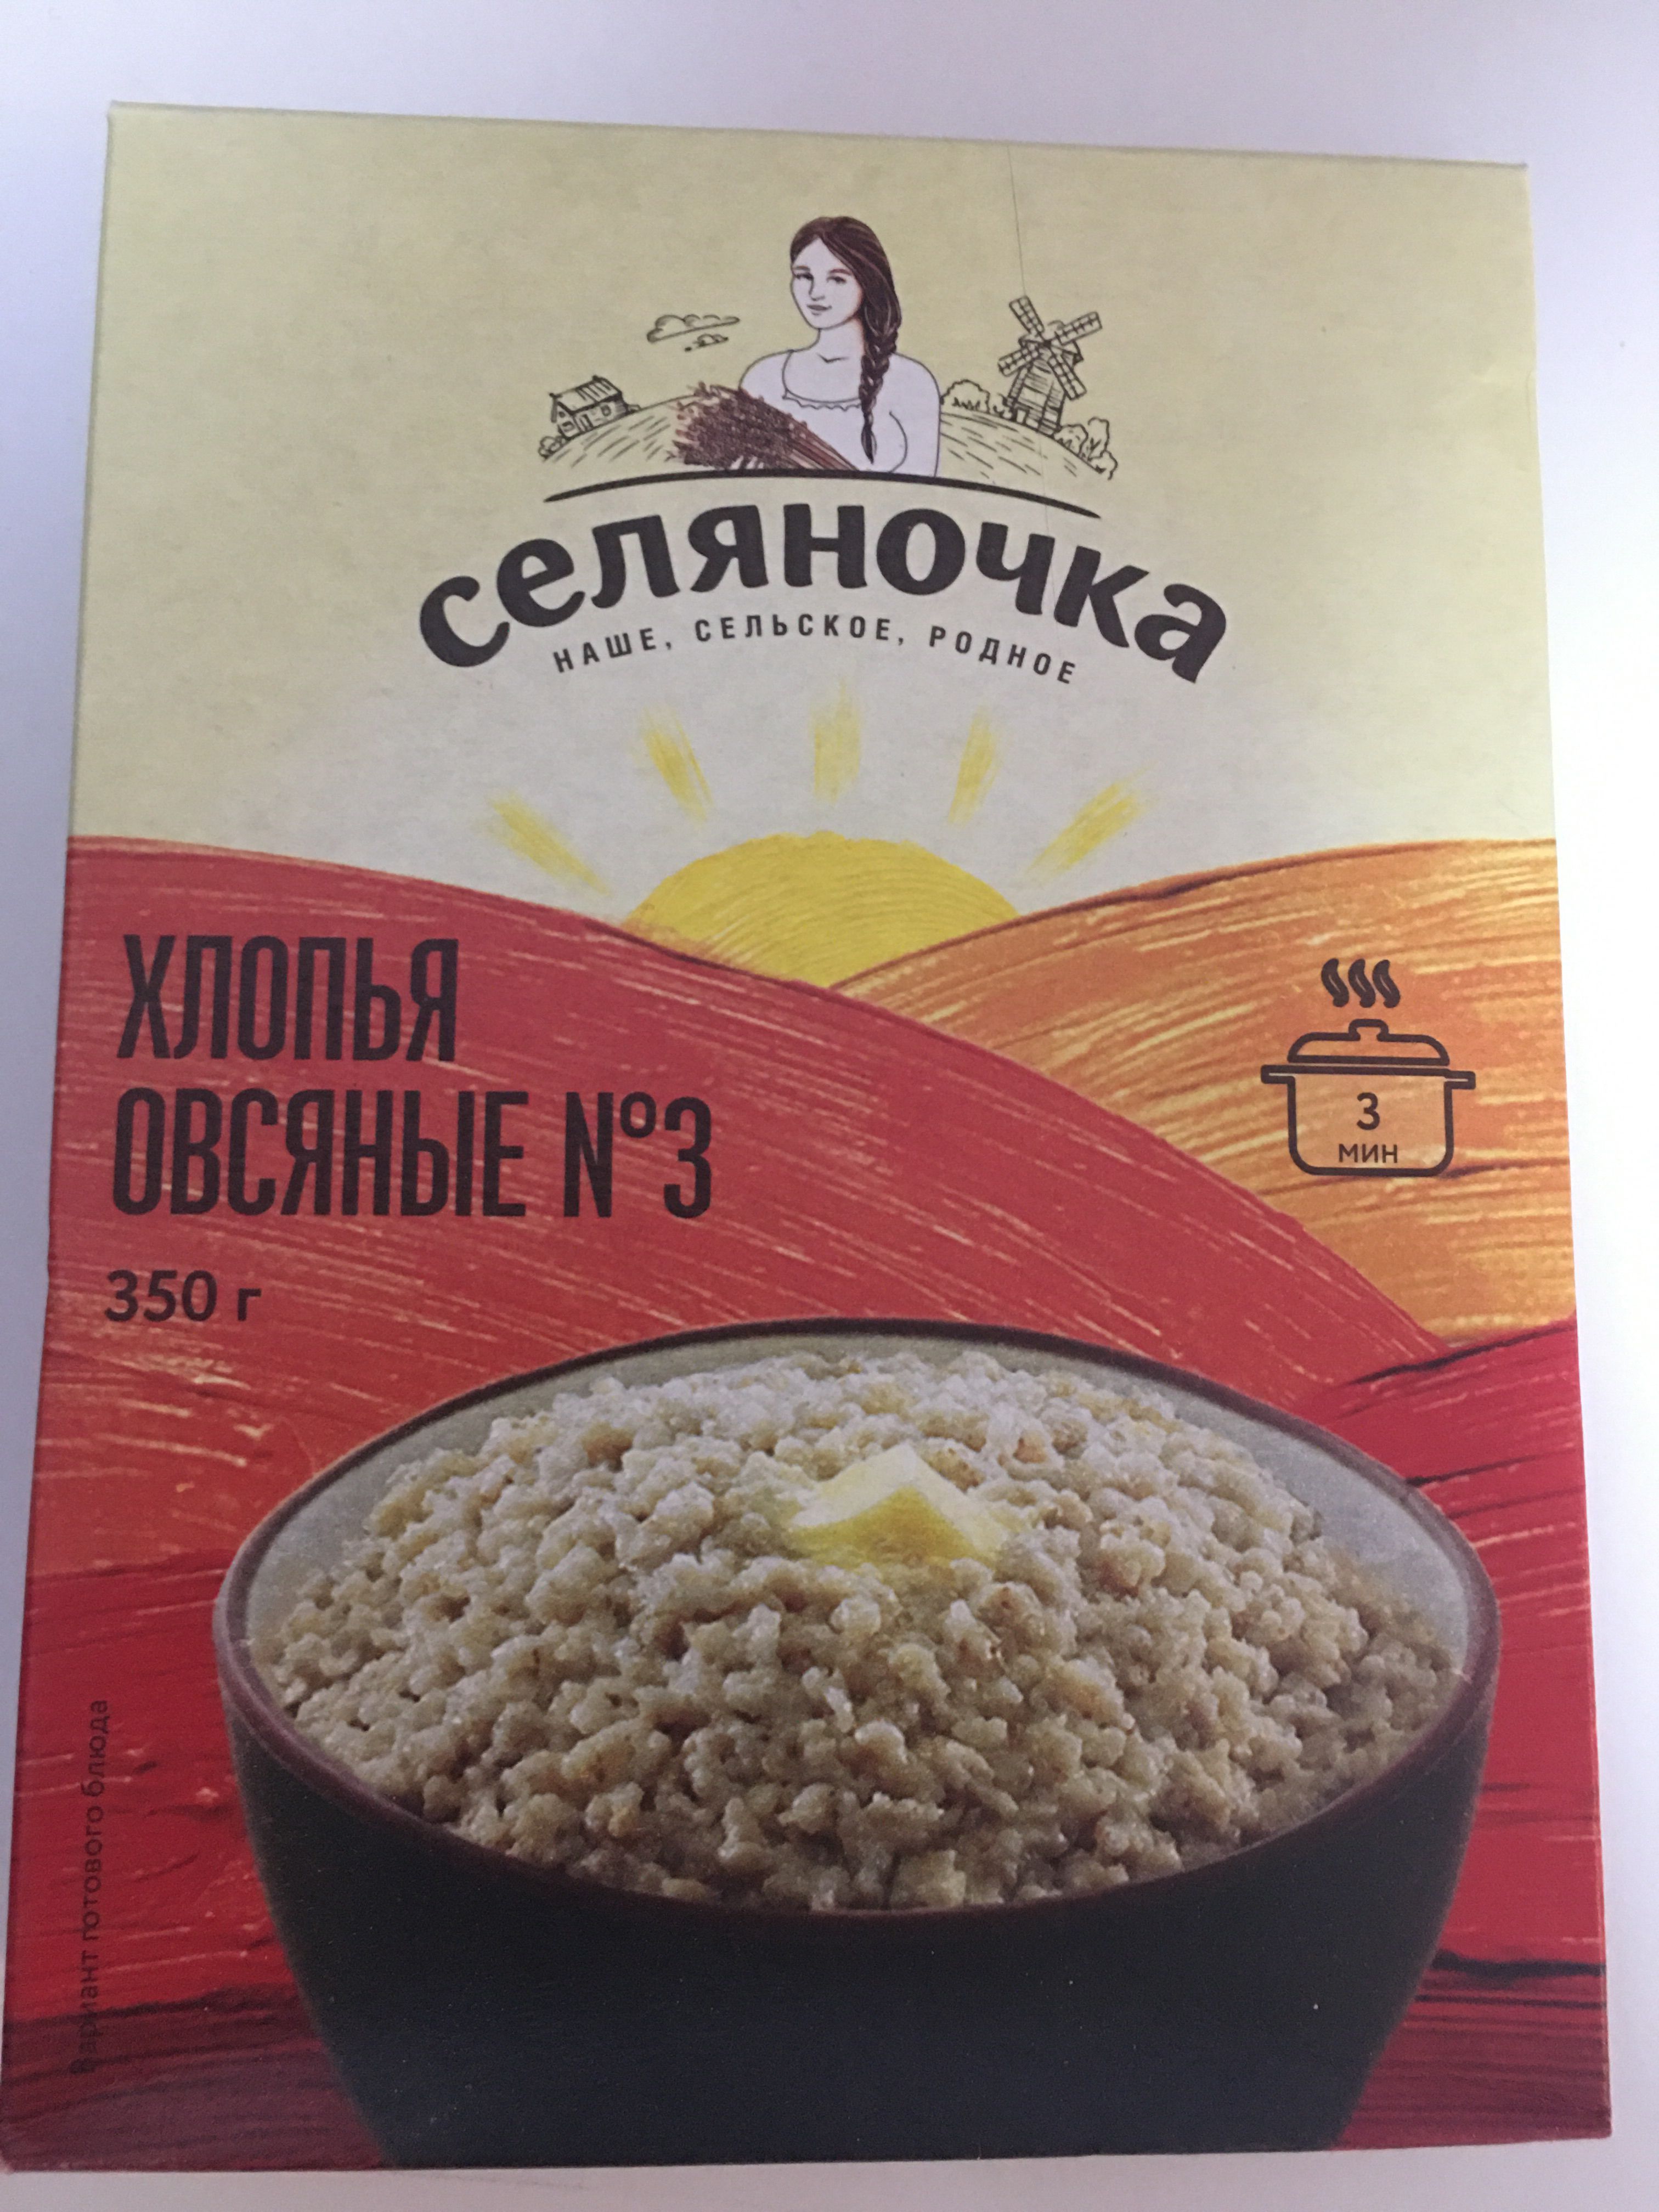 селяночка
НАШЕ, СЕЛЬСКОЕ, РОДНОЕ
ХЛОПЬЯ
ОВСЯНЫЕ №3
350 г
3
МИН
Вариант готового блюда